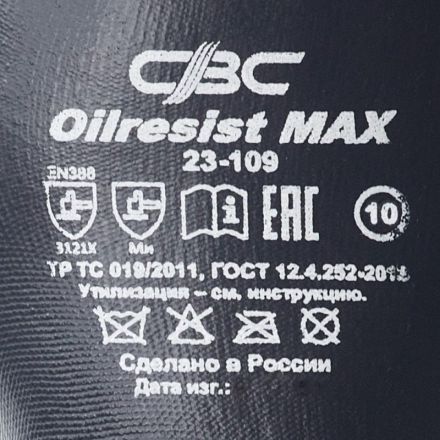 СВС
Oilresist MAX
23-109
EN388
3121X Ми i EAC 10
ТР ТС 019/2011, ГОСТ 12.4.252-2013
Утилизация – см. инструкцию.
Сделано в России
Дата изг.: